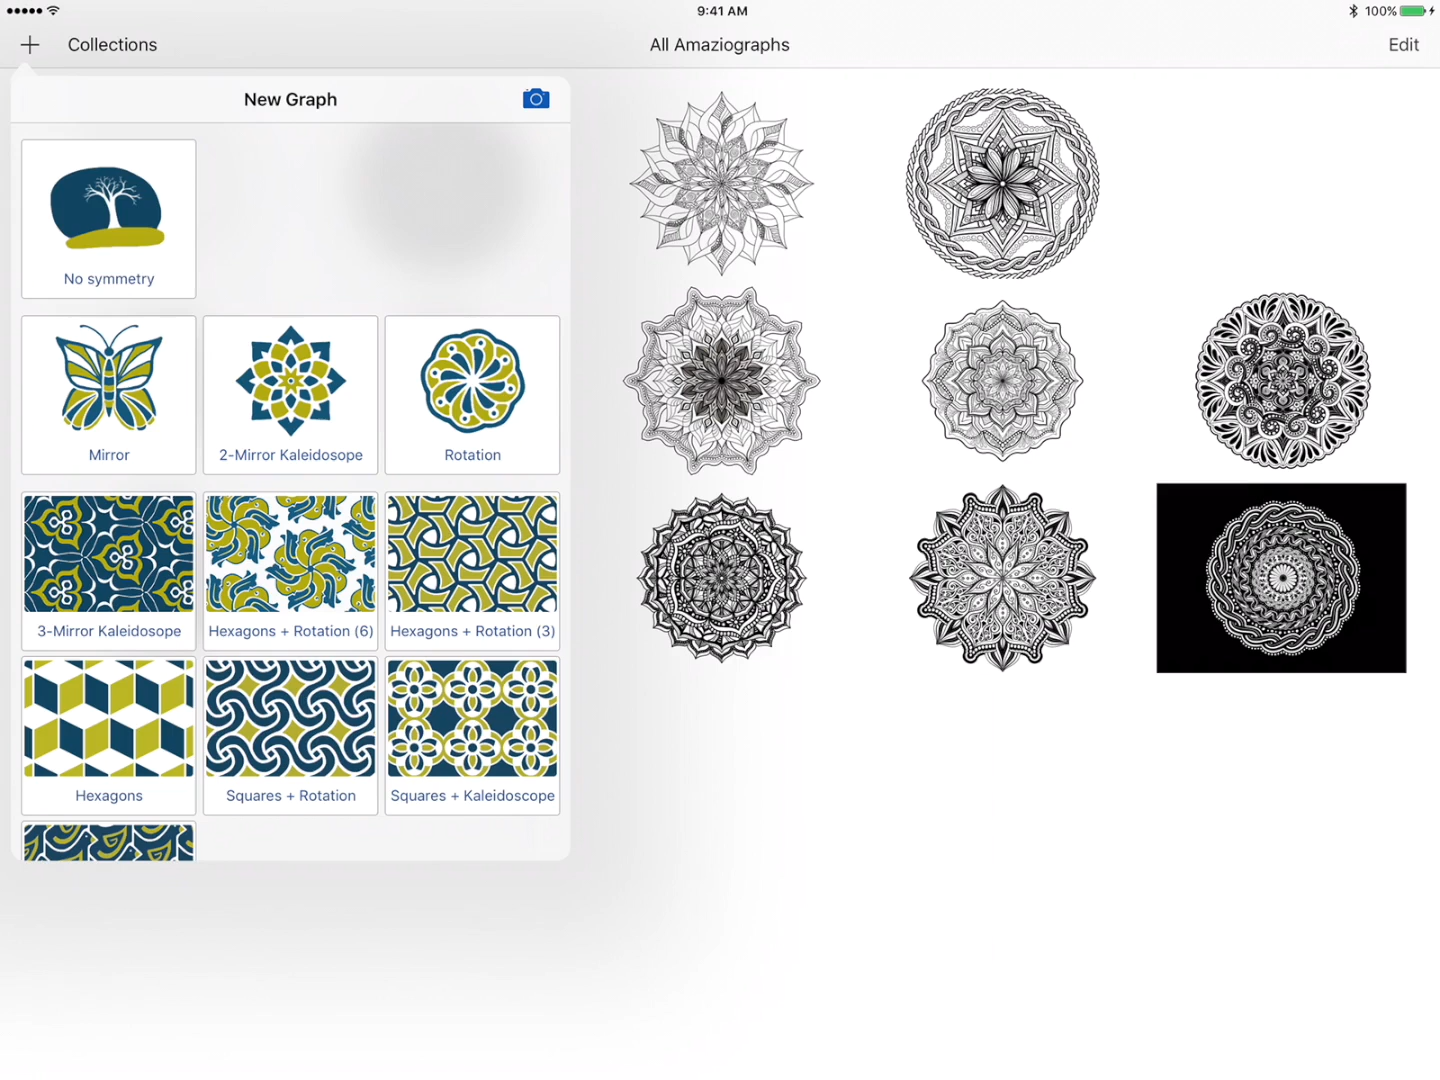 9:41 AM
100%
Collections
All Amaziographs
Edit
New Graph
No symmetry
Mirror
2-Mirror Kaleidosope
Rotation
3-Mirror Kaleidosope
Hexagons + Rotation (6)
Hexagons + Rotation (3)
Hexagons
Squares + Rotation
Squares + Kaleidoscope